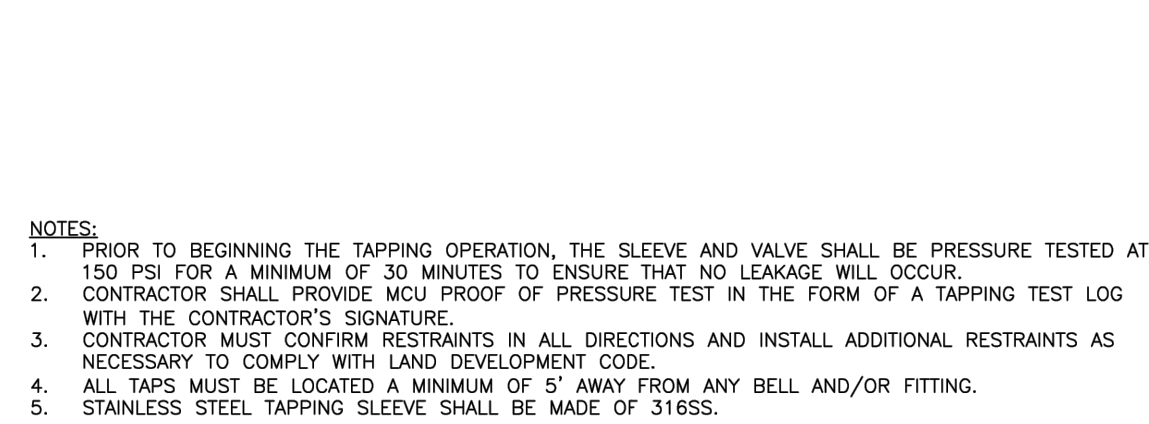 NOTES:
1. PRIOR TO BEGINNING THE TAPPING OPERATION, THE SLEEVE AND VALVE SHALL BE PRESSURE TESTED AT
150 PSI FOR A MINIMUM OF 30 MINUTES TO ENSURE THAT NO LEAKAGE WILL OCCUR.
2. CONTRACTOR SHALL PROVIDE MCU PROOF OF PRESSURE TEST IN THE FORM OF A TAPPING TEST LOG
WITH THE CONTRACTOR'S SIGNATURE.
3. CONTRACTOR MUST CONFIRM RESTRAINTS IN ALL DIRECTIONS AND INSTALL ADDITIONAL RESTRAINTS AS
NECESSARY TO COMPLY WITH LAND DEVELOPMENT CODE.
4. ALL TAPS MUST BE LOCATED A MINIMUM OF 5' AWAY FROM ANY BELL AND/OR FITTING.
5. STAINLESS STEEL TAPPING SLEEVE SHALL BE MADE OF 316SS.